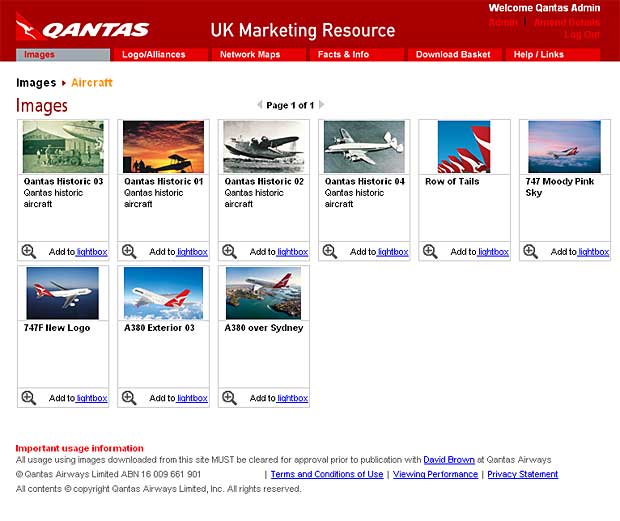 Welcome Qantas Admin
QANTAS UK Marketing Resource
Admin | Amend Details
Log Out
Images Logo/Alliances Network Maps Facts & Info Download Basket Help / Links
Images Aircraft
Images
Page 1 of 1
Qantas Historic 03
Qantas historic
aircraft
Add to lightbox
Qantas Historic 01
Qantas historic
aircraft
Add to lightbox
Qantas Historic 02
Qantas historic
aircraft
Add to lightbox
Qantas Historic 04
Qantas historic
aircraft
Add to lightbox
Row of Tails
Add to lightbox
747 Moody Pink
Sky
Add to lightbox
747F New Logo
Add to lightbox
A380 Exterior 03
Add to lightbox
A380 over Sydney
Add to lightbox
Important usage information
All usage using images downloaded from this site MUST be cleared for approval prior to publication with David Brown at Qantas Airways
© Qantas Airways Limited ABN 16 009 661 901 | Terms and Conditions of Use | Viewing Performance | Privacy Statement
All contents © copyright Qantas Airways Limited, Inc. All rights reserved.